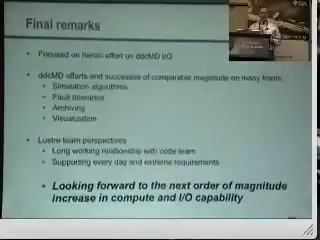 Final remarks
Focused on heroic effort on ddcMD I/O
ddcMD efforts and successes of comparable magnitude on many fronts
Simulation algorithms
Fault tolerance
Archiving
Visualization
Lustre team perspectives
Long working relationship with code team
Supporting every day and extreme requirements
Looking forward to the next order of magnitude
increase in compute and I/O capability